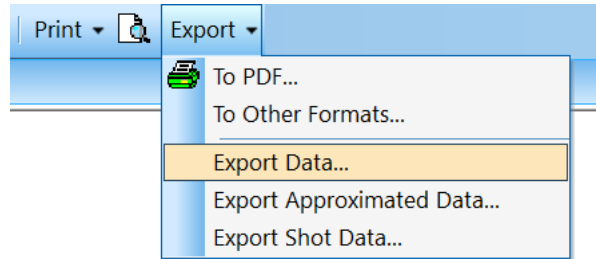 Print Export
To PDF...
To Other Formats...
Export Data...
Export Approximated Data...
Export Shot Data...